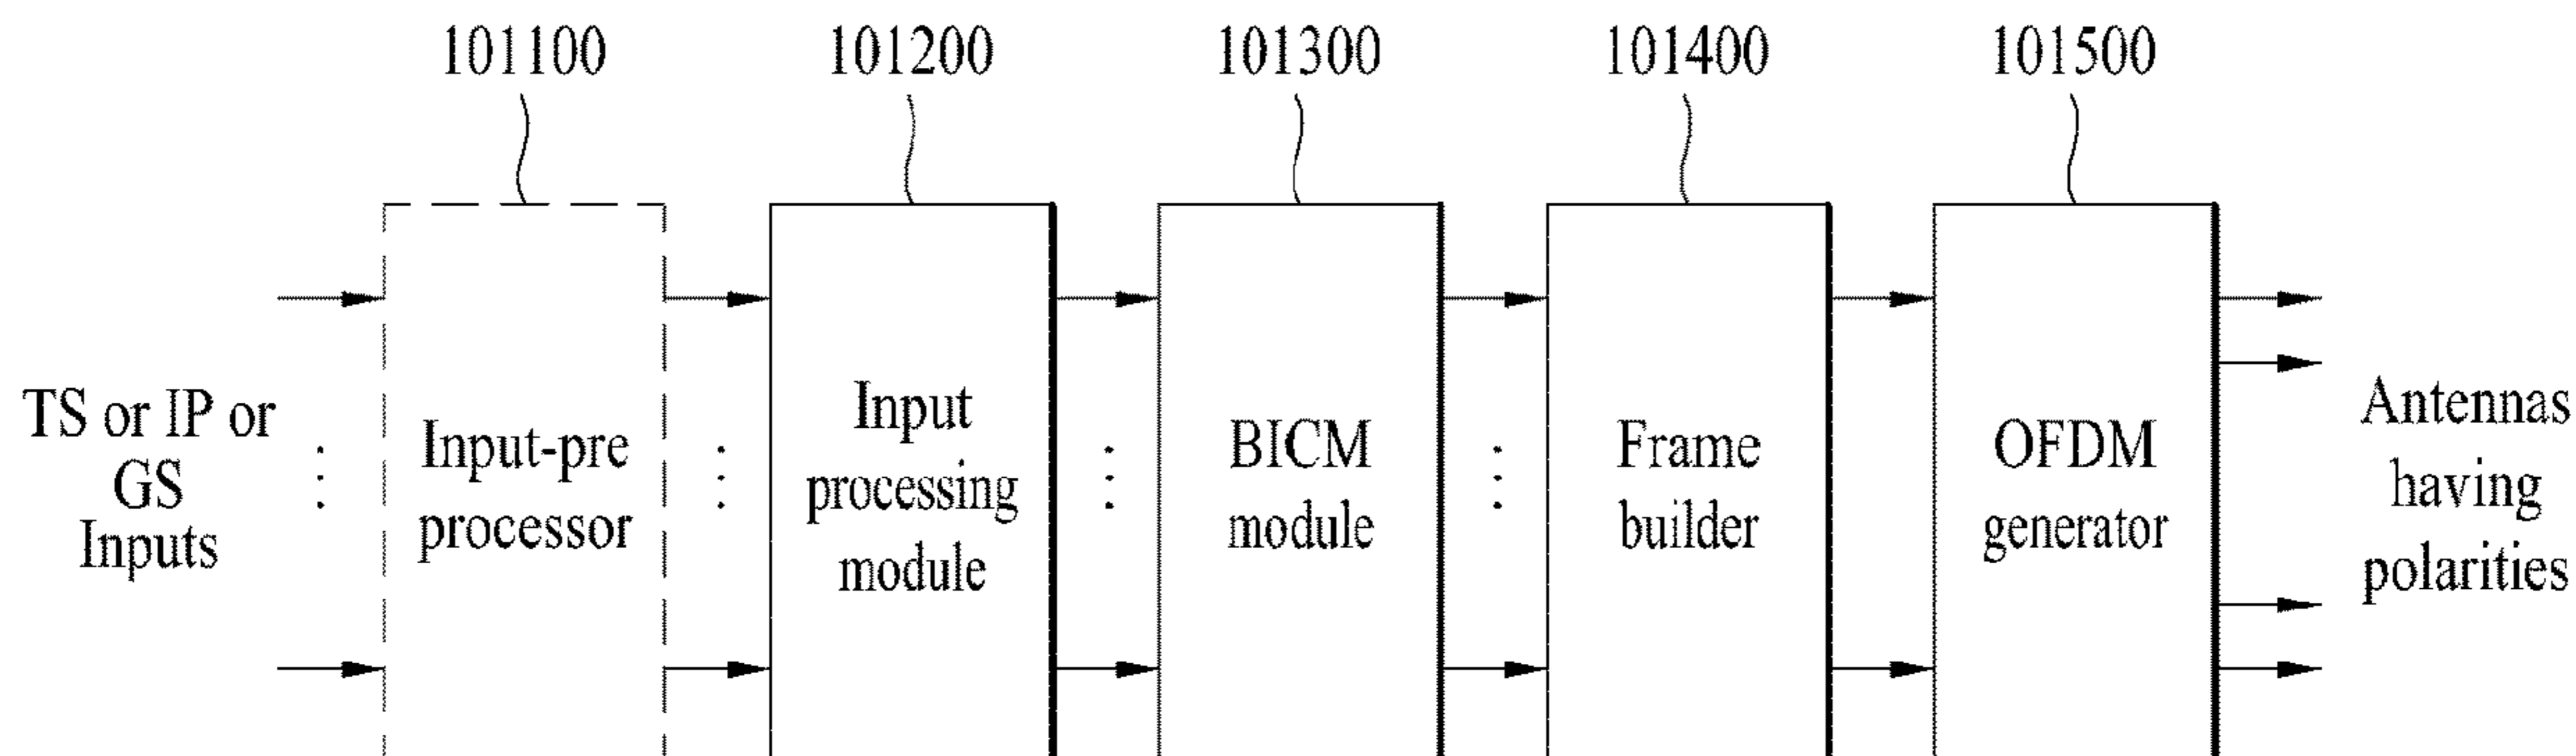 101100
101200
101300
101400
101500
TS or IP or
GS
Inputs
Input-pre
processor
Input
processing
module
BICM
module
Frame
builder
OFDM
generator
Antennas
having
polarities